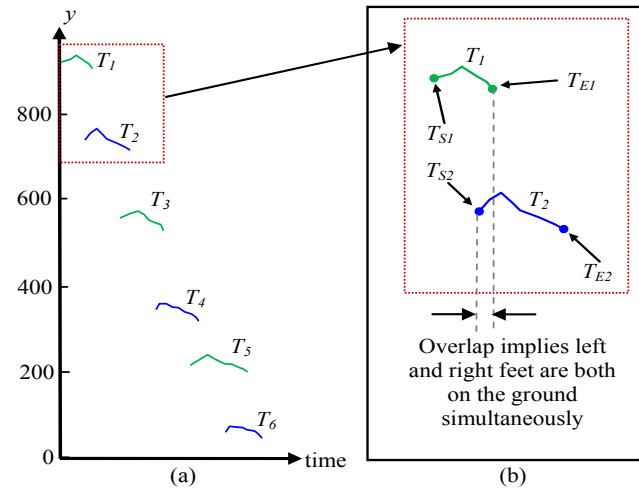 y
T1
800
T2
600
T3
400
T4
T5
200
T6
0
time
(a)
T1
TE1
TS1
TS2
T2
TE2
Overlap implies left
and right feet are both
on the ground
simultaneously
(b)